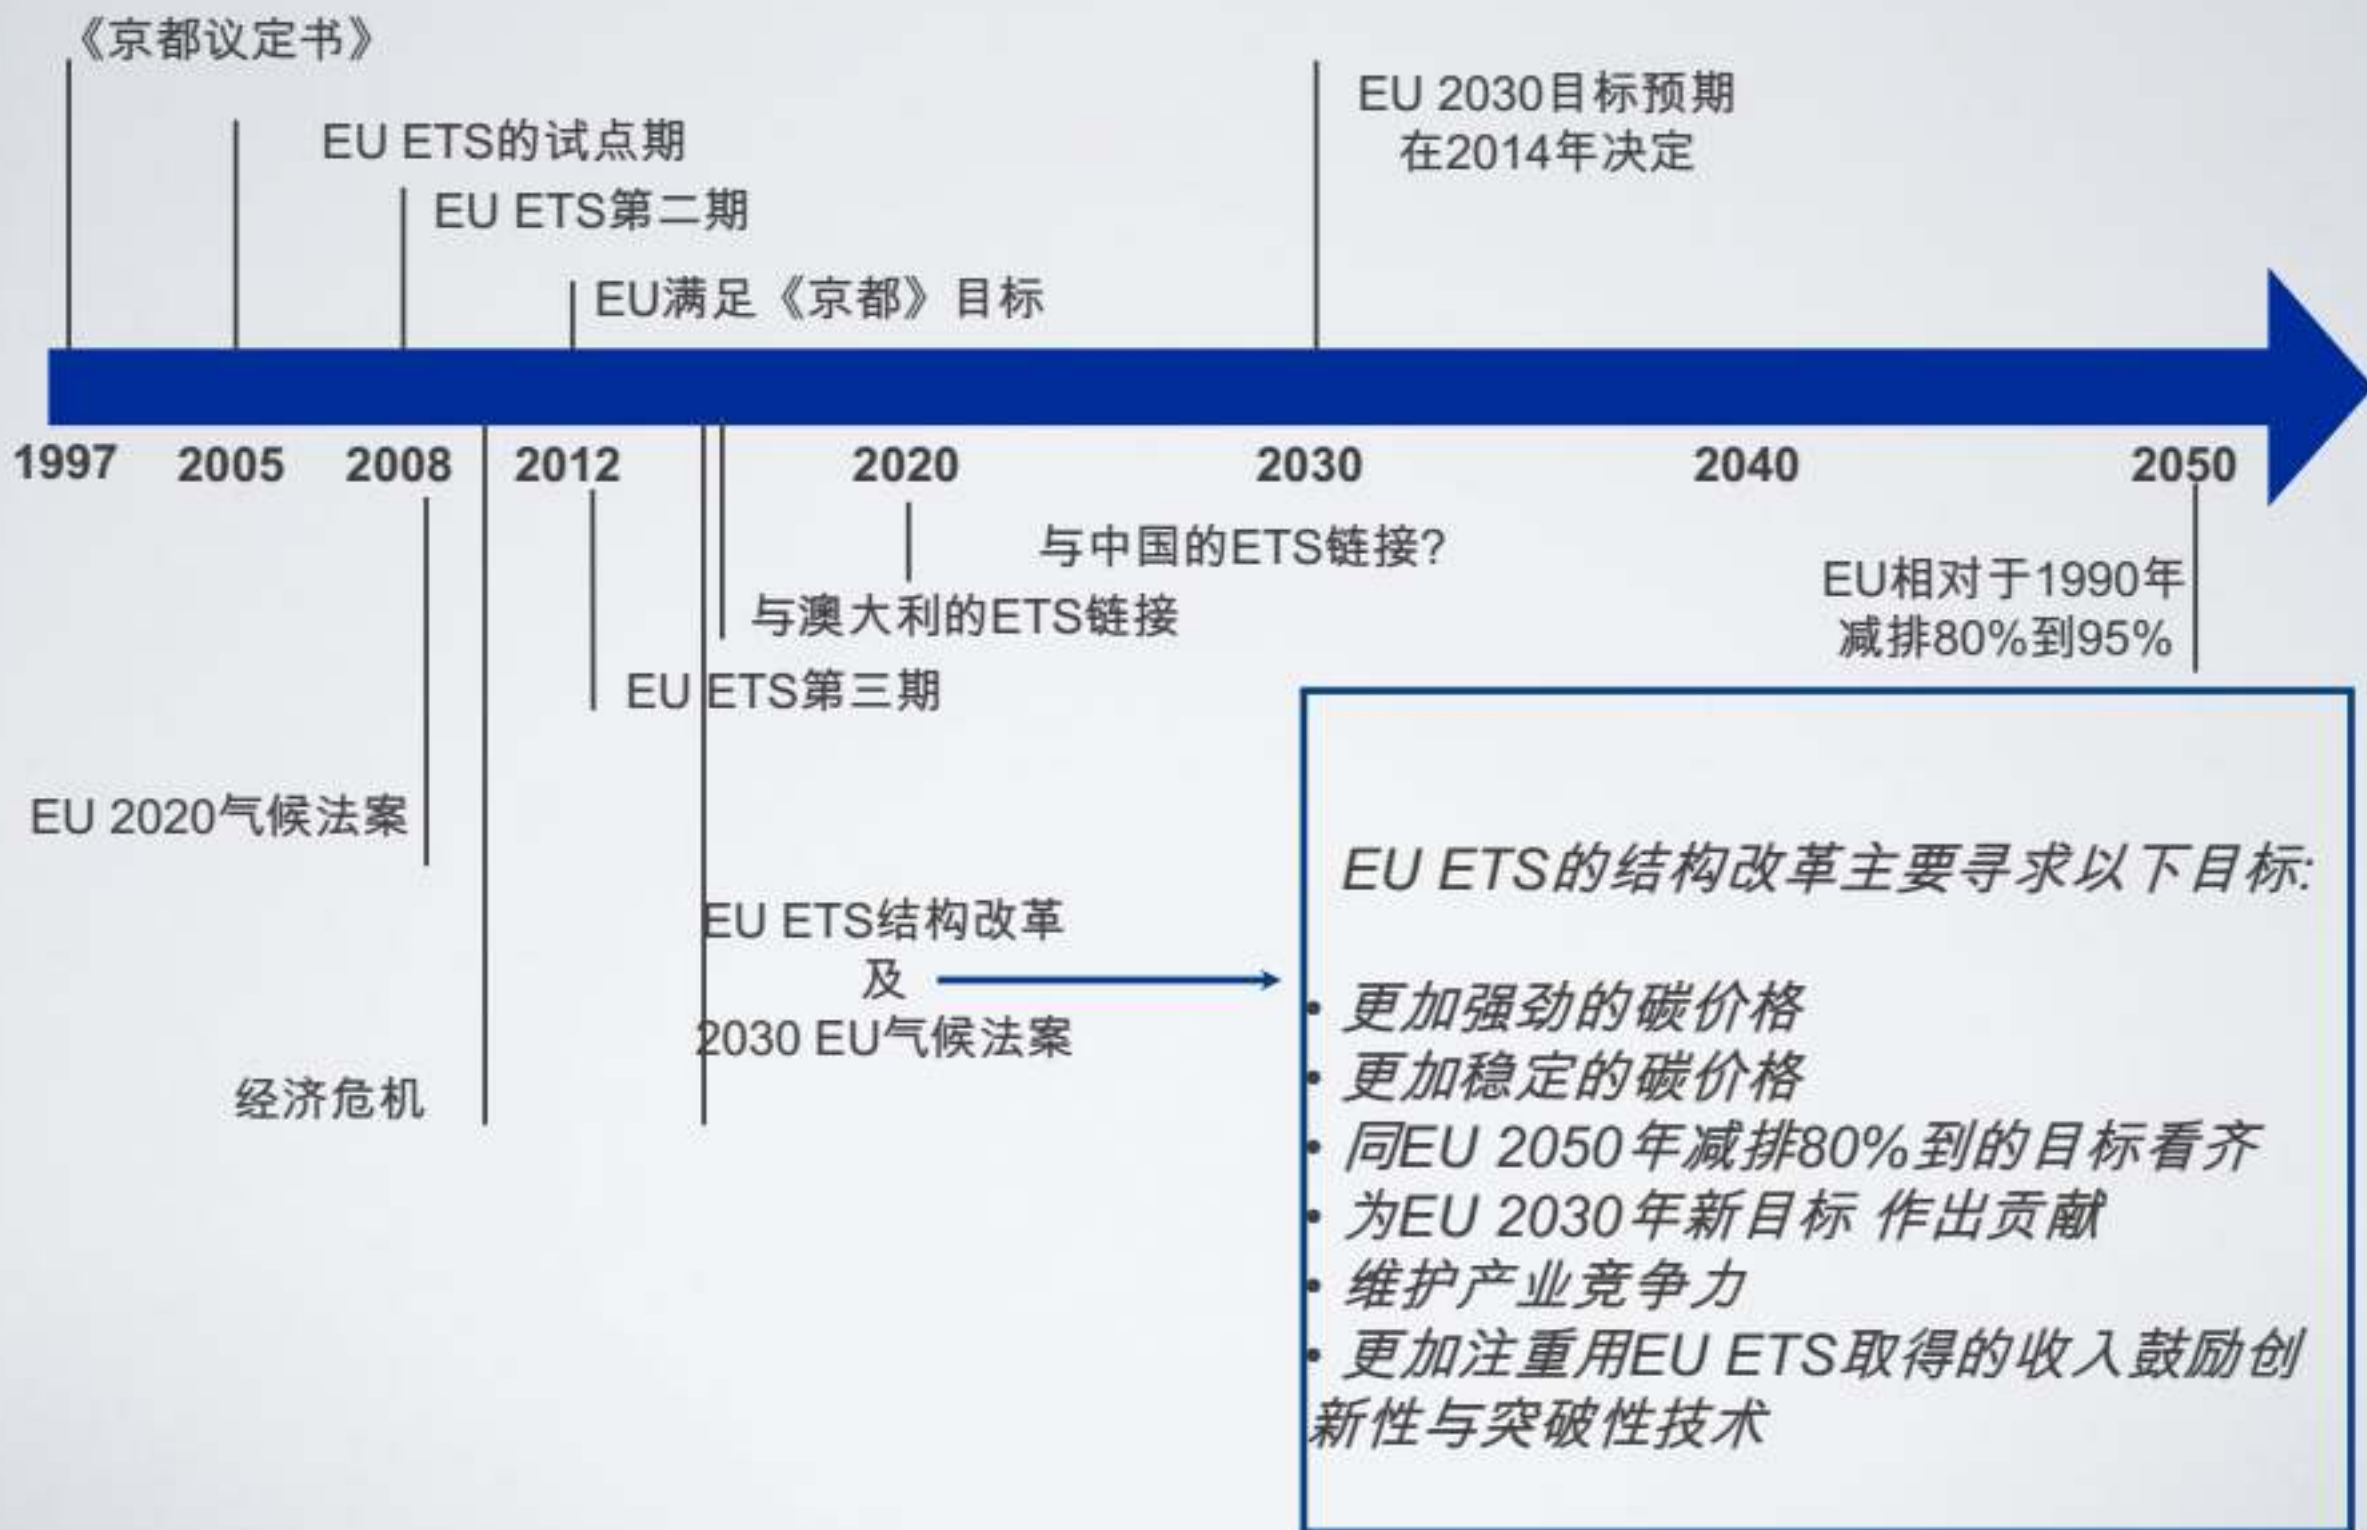 《京都议定书》
EU 2030目标预期
在2014年决定
EU ETS的试点期
EU ETS第二期
EU满足《京都》目标
1997 2005 2008 2012 2020 2030 2040 2050
与中国的ETS链接?
EU相对于1990年
减排80%到95%
与澳大利的ETS链接
EU ETS第三期
EU 2020气候法案
EU ETS结构改革
及
2030 EU气候法案
经济危机
EU ETS的结构改革主要寻求以下目标:
• 更加强劲的碳价格
• 更加稳定的碳价格
• 同EU 2050年减排80%到的目标看齐
• 为EU 2030年新目标 作出贡献
• 维护产业竞争力
• 更加注重用EU ETS取得的收入鼓励创
新性与突破性技术